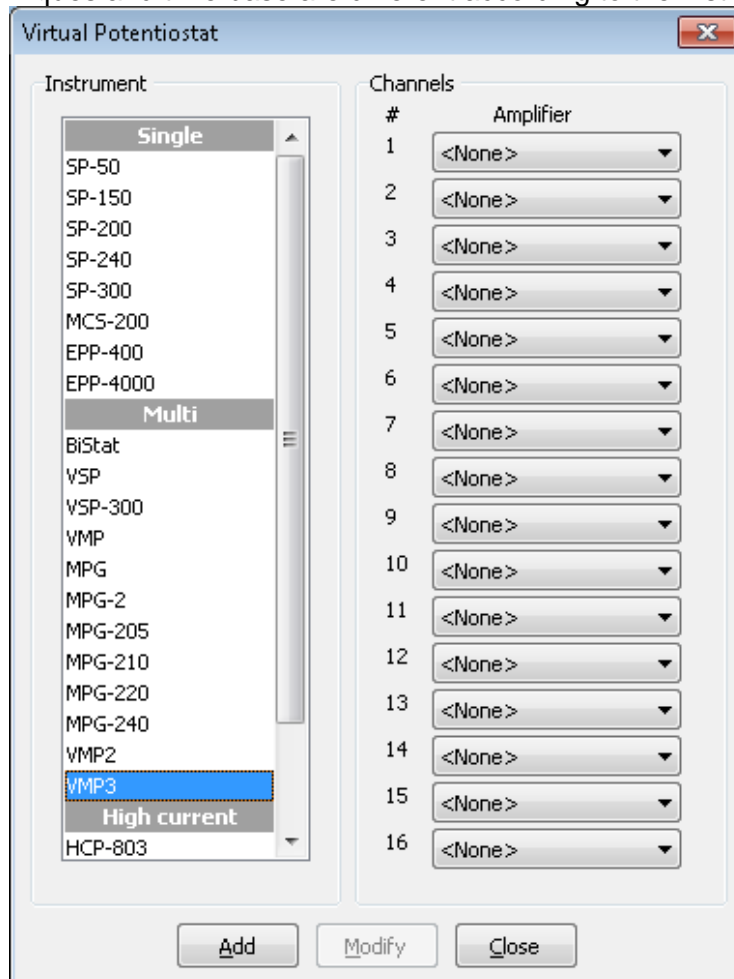 Virtual Potentiostat
Instrument
Single
SP-50
SP-150
SP-200
SP-240
SP-300
MCS-200
EPP-400
EPP-4000
Multi
BiStat
VSP
VSP-300
VMP
MPG
MPG-2
MPG-205
MPG-210
MPG-220
MPG-240
VMP2
VMP3
High current
HCP-803
Channels
# Amplifier
1 <None>
2 <None>
3 <None>
4 <None>
5 <None>
6 <None>
7 <None>
8 <None>
9 <None>
10 <None>
11 <None>
12 <None>
13 <None>
14 <None>
15 <None>
16 <None>
Add Modify Close